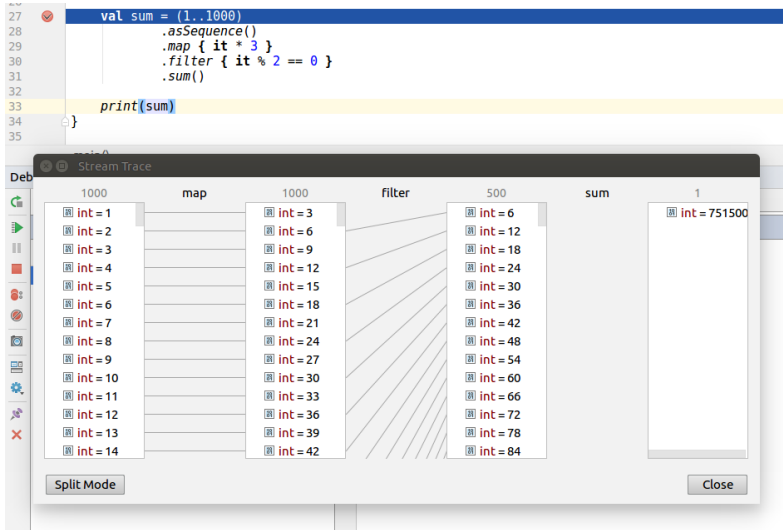 27 val sum = (1..1000)
28 .asSequence()
29 .map { it * 3 }
30 .filter { it % 2 == 0 }
31 .sum()
32
33 print(sum)
34 }
35
Deb
Stream Trace
1000 map 1000 filter 500 sum 1
int = 1 int = 3 int = 6 int = 751500
int = 2 int = 6 int = 12
int = 3 int = 9 int = 18
int = 4 int = 12 int = 24
int = 5 int = 15 int = 30
int = 6 int = 18 int = 36
int = 7 int = 21 int = 42
int = 8 int = 24 int = 48
int = 9 int = 27 int = 54
int = 10 int = 30 int = 60
int = 11 int = 33 int = 66
int = 12 int = 36 int = 72
int = 13 int = 39 int = 78
int = 14 int = 42 int = 84
Split Mode Close